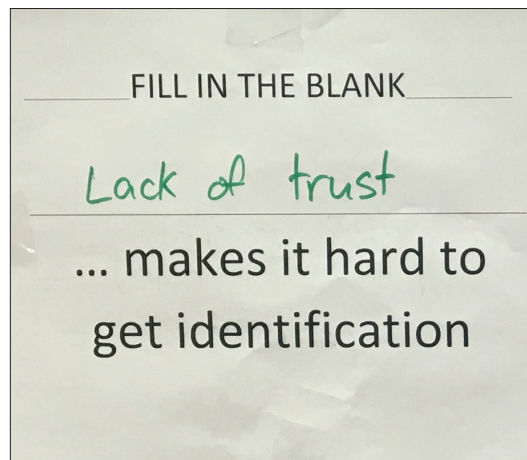 FILL IN THE BLANK
Lack of trust
... makes it hard to
get identification